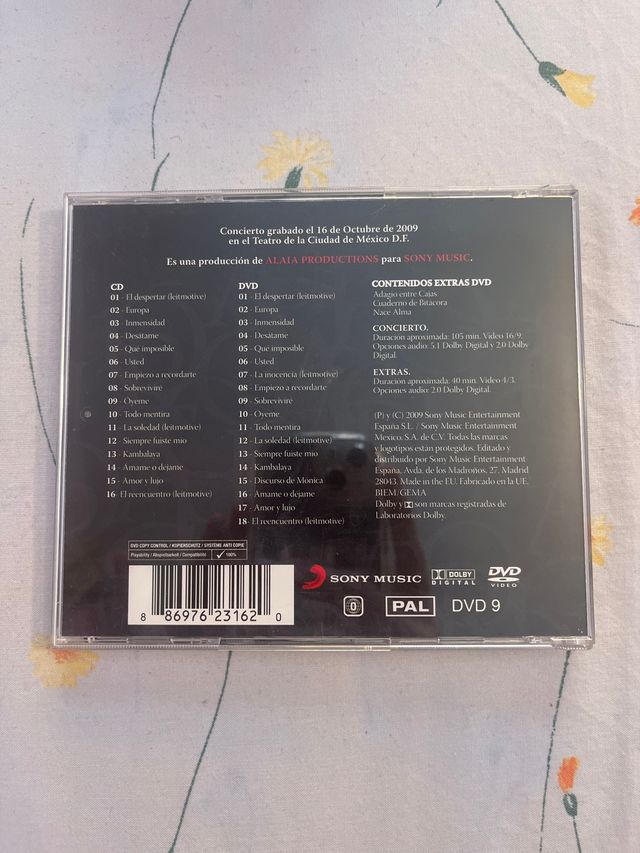 Concierto grabado el 16 de Octubre de 2009
en el Teatro de la Ciudad de México D.F.
Es una producción de ALAIA PRODUCTIONS para SONY MUSIC.
CD
01 - El despertar (leitmotive)
02 - Europa
03 - Inmensidad
04 - Desátame
05 - Qué imposible
06 - Usted
07 - Empiezo a recordarte
08 - Sobreviviré
09 - Óyeme
10 - Todo mentira
11 - La soledad (leitmotive)
12 - Siempre fuiste mío
13 - Kambalaya
14 - Ámame o déjame
15 - Amor y lujo
16 - El reencuentro (leitmotive)
DVD
01 - El despertar (leitmotive)
02 - Europa
03 - Inmensidad
04 - Desátame
05 - Qué imposible
06 - Usted
07 - La inocencia (leitmotive)
08 - Empiezo a recordarte
09 - Sobreviviré
10 - Óyeme
11 - Todo mentira
12 - La soledad (leitmotive)
13 - Siempre fuiste mío
14 - Kambalaya
15 - Discurso de Mónica
16 - Ámame o déjame
17 - Amor y lujo
18 - El reencuentro (leitmotive)
CONTENIDOS EXTRAS DVD
Adagio entre Cajas
Cuaderno de Bitácora
Nace Alma
CONCIERTO.
Duración aproximada: 105 min. Video 16/9.
Opciones audio: 5.1 Dolby Digital y 2.0 Dolby
Digital.
EXTRAS.
Duración aproximada: 40 min. Video 4/3.
Opciones audio: 2.0 Dolby Digital.
(P) y (C) 2009 Sony Music Entertainment
España S.L. / Sony Music Entertainment
Mexico, S.A. de C.V. Todas las marcas
y logotipos estan protegidos. Editado y
distribuido por Sony Music Entertainment
España, Avda. de los Madroños, 27, Madrid
28043. Made in the EU. Fabricado en la UE.
BIEM/GEMA
Dolby y son marcas registradas de
Laboratorios Dolby.
DVD COPY CONTROL / KOPIERSCHUTZ / SYSTÈME ANTI COPIE
Playability / Abspielbarkeit / Compatibilité 100%
8 86976 23162 0
SONY MUSIC
DOLBY
DIGITAL
DVD
VIDEO
0
PAL
DVD 9